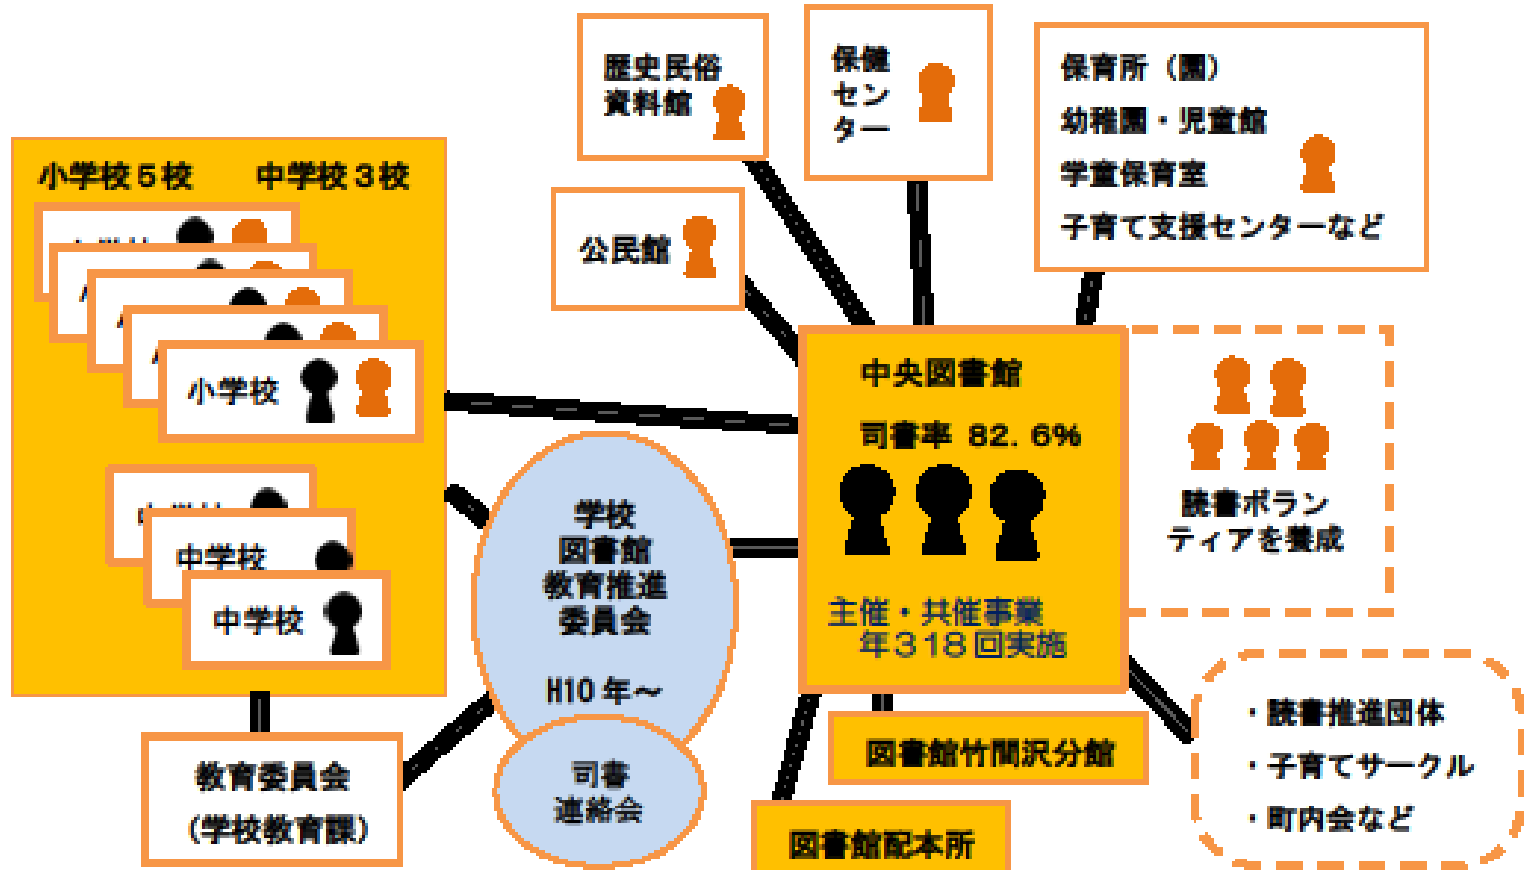 歴史民俗
資料館
保健
セン
ター
保育所（園）
幼稚園・児童館
学童保育室
子育て支援センターなど
公民館
小学校５校　中学校３校
小学校
中学校
中学校
教育委員会
（学校教育課）
学校
図書館
教育推進
委員会
H10 年～
司書
連絡会
中央図書館
司書率 82. 6%
主催・共催事業
年３１８回実施
読書ボラン
ティアを養成
図書館竹間沢分館
図書館配本所
・読書推進団体
・子育てサークル
・町内会など